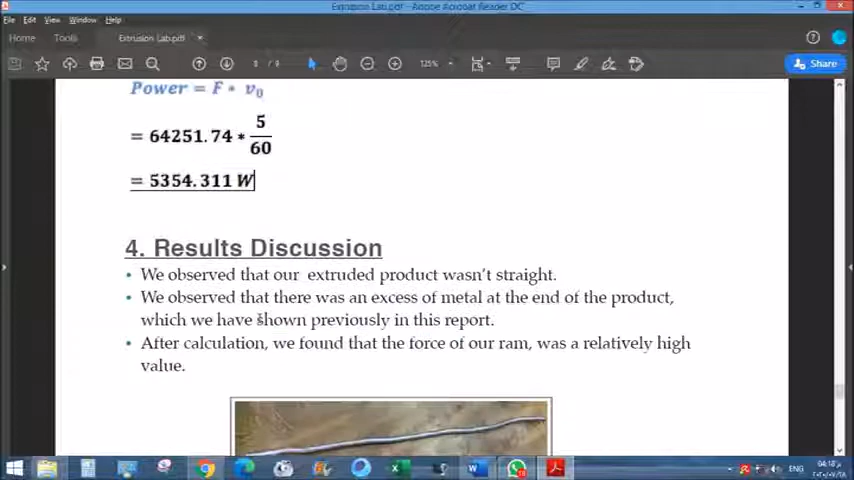 Extrusion Lab.pdf - Adobe Acrobat Reader DC
File Edit View Window Help
Home Tools Extrusion Lab.pdf
/ 9 125% Share
Power = F * v₀
= 64251.74 * 5/60
= 5354.311 W
4. Results Discussion
• We observed that our extruded product wasn't straight.
• We observed that there was an excess of metal at the end of the product,
which we have shown previously in this report.
• After calculation, we found that the force of our ram, was a relatively high
value.
ENG